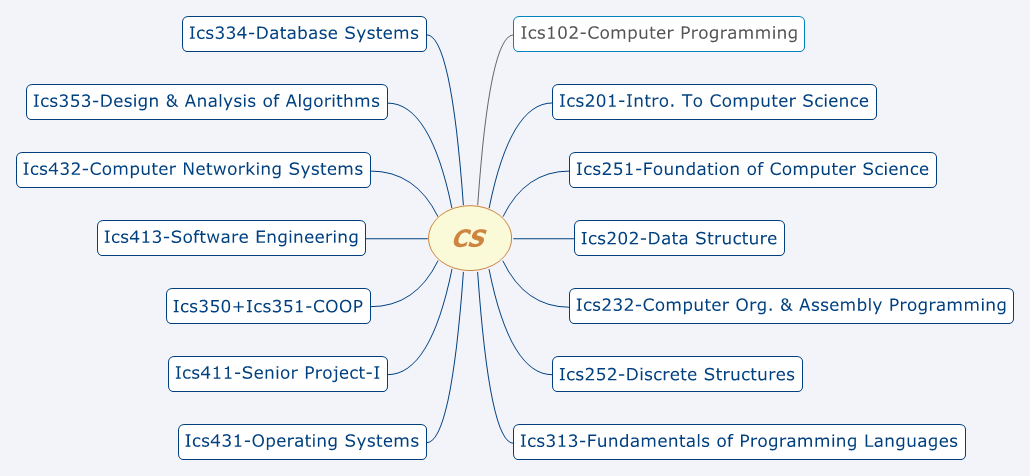 Ics334-Database Systems
Ics102-Computer Programming
Ics353-Design & Analysis of Algorithms
Ics201-Intro. To Computer Science
Ics432-Computer Networking Systems
Ics251-Foundation of Computer Science
Ics413-Software Engineering
CS
Ics202-Data Structure
Ics350+Ics351-COOP
Ics232-Computer Org. & Assembly Programming
Ics411-Senior Project-I
Ics252-Discrete Structures
Ics431-Operating Systems
Ics313-Fundamentals of Programming Languages